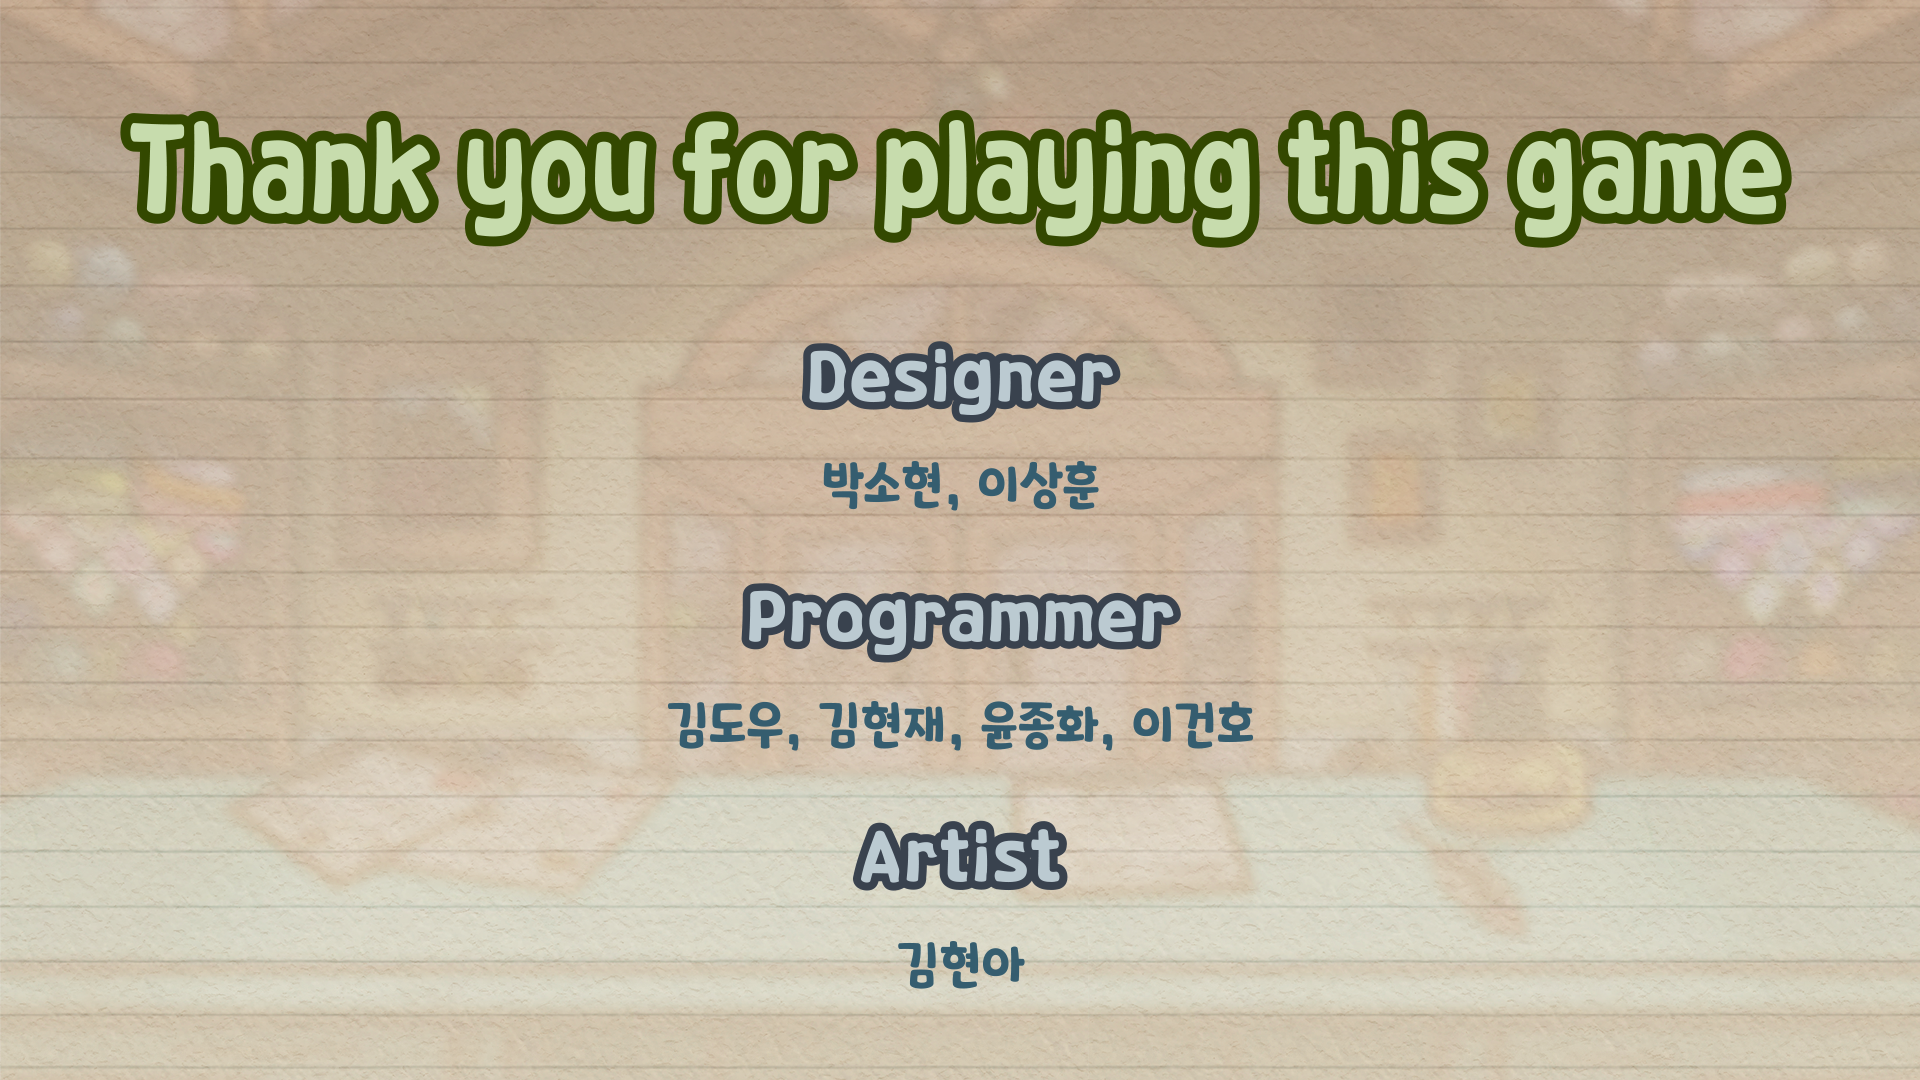 Thank you for playing this game
Designer
박소현, 이상훈
Programmer
김도우, 김현재, 윤종화, 이건호
Artist
김현아